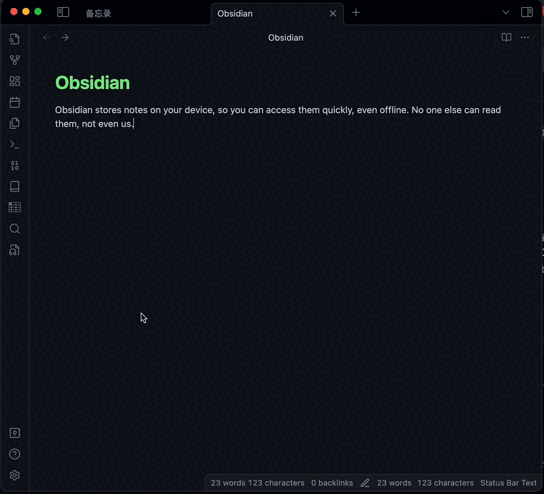 备忘录
Obsidian
Obsidian
Obsidian
Obsidian stores notes on your device, so you can access them quickly, even offline. No one else can read
them, not even us.
23 words 123 characters 0 backlinks 23 words 123 characters Status Bar Text